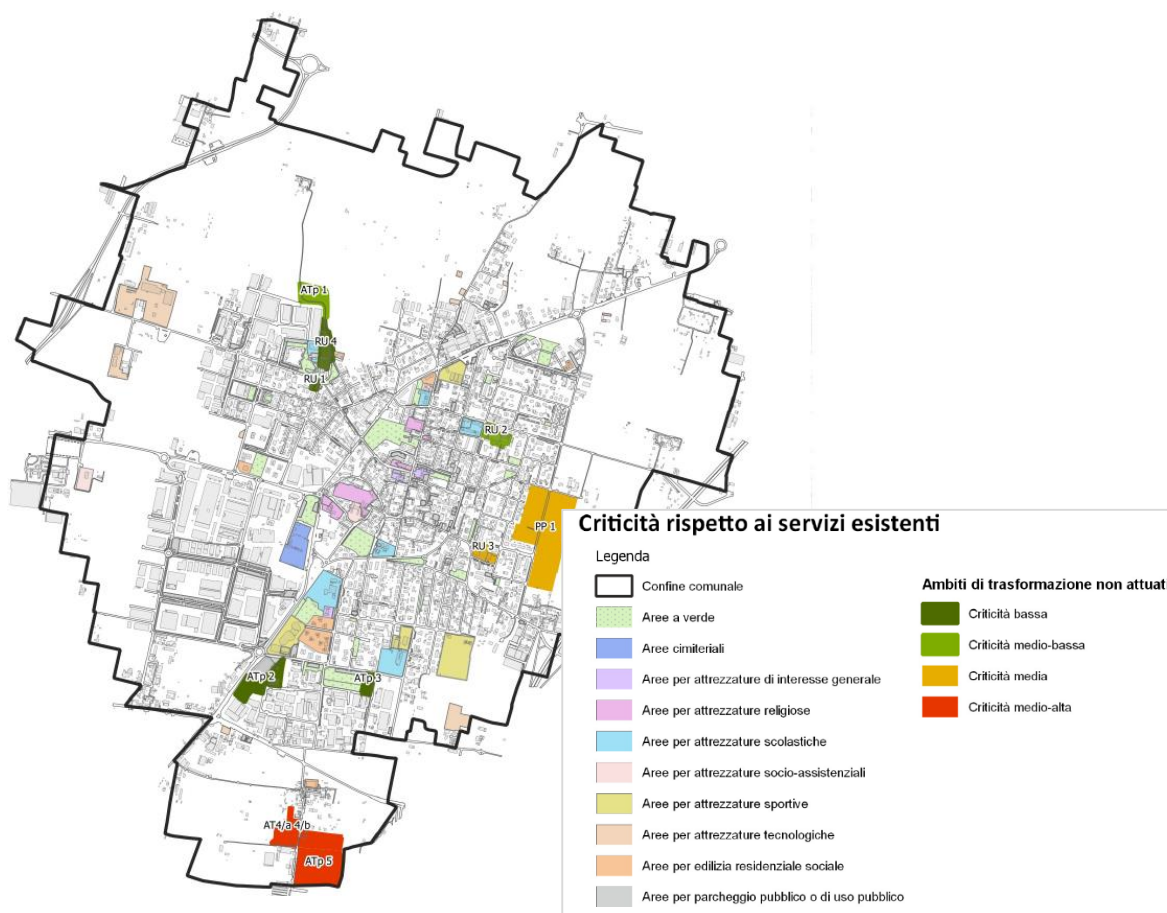 ATp 1
RU 4
RU 1
RU 2
PP 1
RU 3
ATp 2
ATp 3
AT4/a 4/b
ATp 5
Criticità rispetto ai servizi esistenti
Legenda
Confine comunale
Aree a verde
Aree cimiteriali
Aree per attrezzature di interesse generale
Aree per attrezzature religiose
Aree per attrezzature scolastiche
Aree per attrezzature socio-assistenziali
Aree per attrezzature sportive
Aree per attrezzature tecnologiche
Aree per edilizia residenziale sociale
Aree per parcheggio pubblico o di uso pubblico
Ambiti di trasformazione non attuat
Criticità bassa
Criticità medio-bassa
Criticità media
Criticità medio-alta